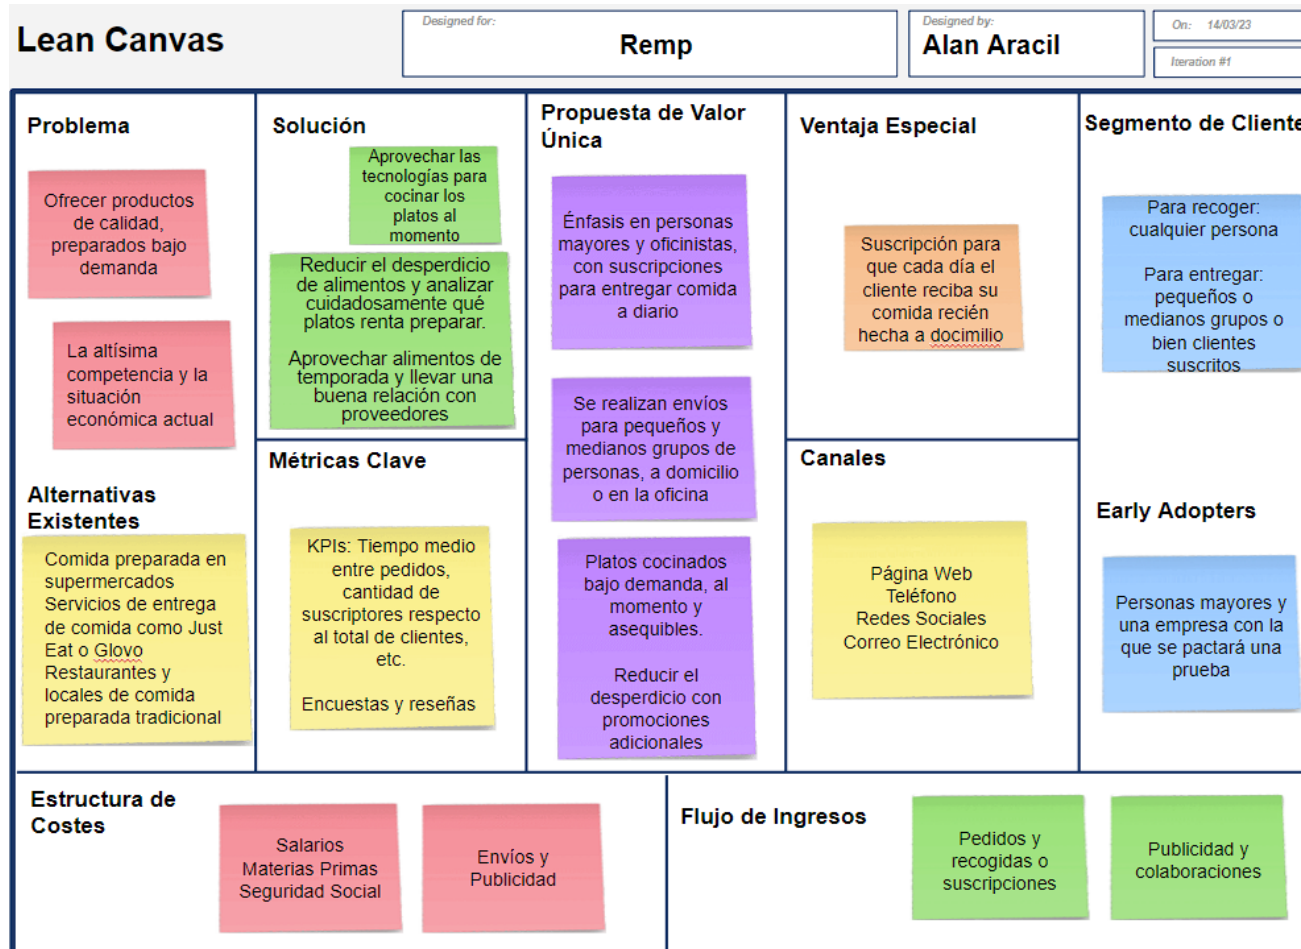 Lean Canvas
Designed for:
Remp
Designed by:
Alan Aracil
On: 14/03/23
Iteration #1
Problema
Ofrecer productos
de calidad,
preparados bajo
demanda
La altísima
competencia y la
situación
económica actual
Alternativas
Existentes
Comida preparada en
supermercados
Servicios de entrega
de comida como Just
Eat o Glovo
Restaurantes y
locales de comida
preparada tradicional
Solución
Aprovechar las
tecnologías para
cocinar los
platos al
momento
Reducir el desperdicio
de alimentos y analizar
cuidadosamente qué
platos renta preparar.
Aprovechar alimentos de
temporada y llevar una
buena relación con
proveedores
Métricas Clave
KPIs: Tiempo medio
entre pedidos,
cantidad de
suscriptores respecto
al total de clientes,
etc.
Encuestas y reseñas
Propuesta de Valor
Única
Énfasis en personas
mayores y oficinistas,
con suscripciones
para entregar comida
a diario
Se realizan envíos
para pequeños y
medianos grupos de
personas, a domicilio
o en la oficina
Platos cocinados
bajo demanda, al
momento y
asequibles.
Reducir el
desperdicio con
promociones
adicionales
Ventaja Especial
Suscripción para
que cada día el
cliente reciba su
comida recién
hecha a docimilio
Canales
Página Web
Teléfono
Redes Sociales
Correo Electrónico
Segmento de Cliente
Para recoger:
cualquier persona
Para entregar:
pequeños o
medianos grupos o
bien clientes
suscritos
Early Adopters
Personas mayores y
una empresa con la
que se pactará una
prueba
Estructura de
Costes
Salarios
Materias Primas
Seguridad Social
Envíos y
Publicidad
Flujo de Ingresos
Pedidos y
recogidas o
suscripciones
Publicidad y
colaboraciones